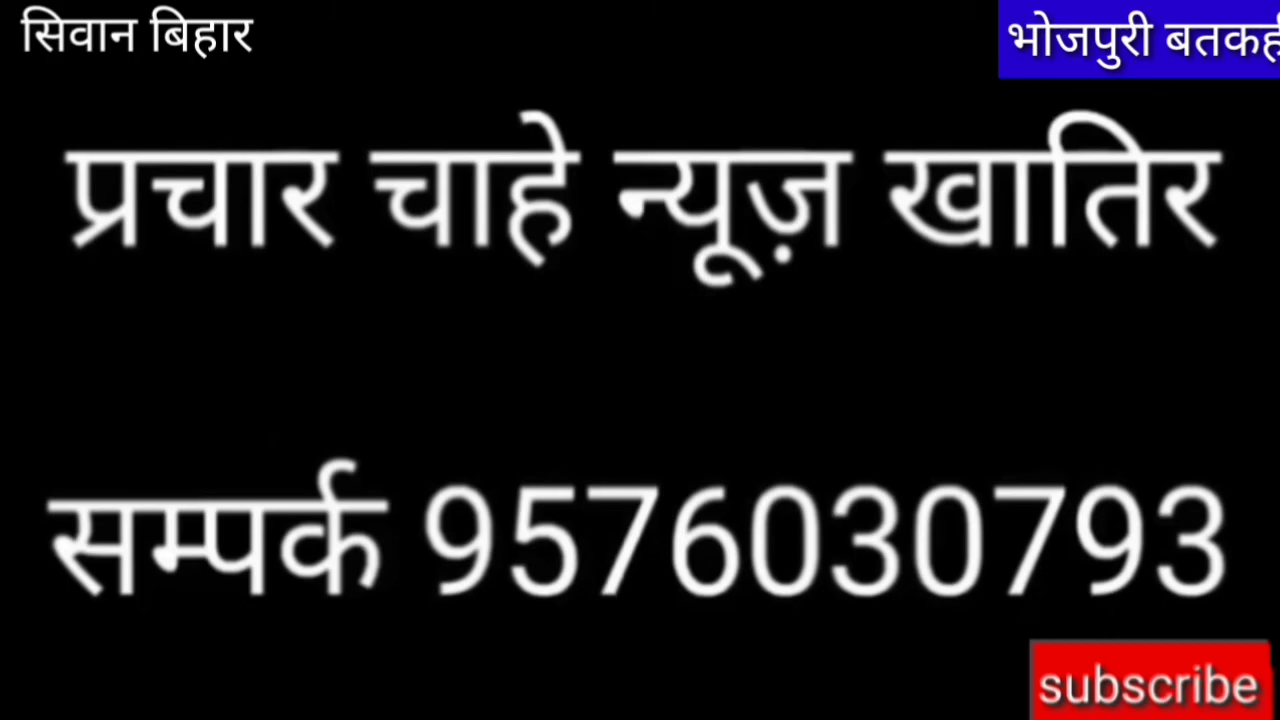 सिवान बिहार
भोजपुरी बतकही
प्रचार चाहे न्यूज़ खातिर
सम्पर्क 9576030793
subscribe